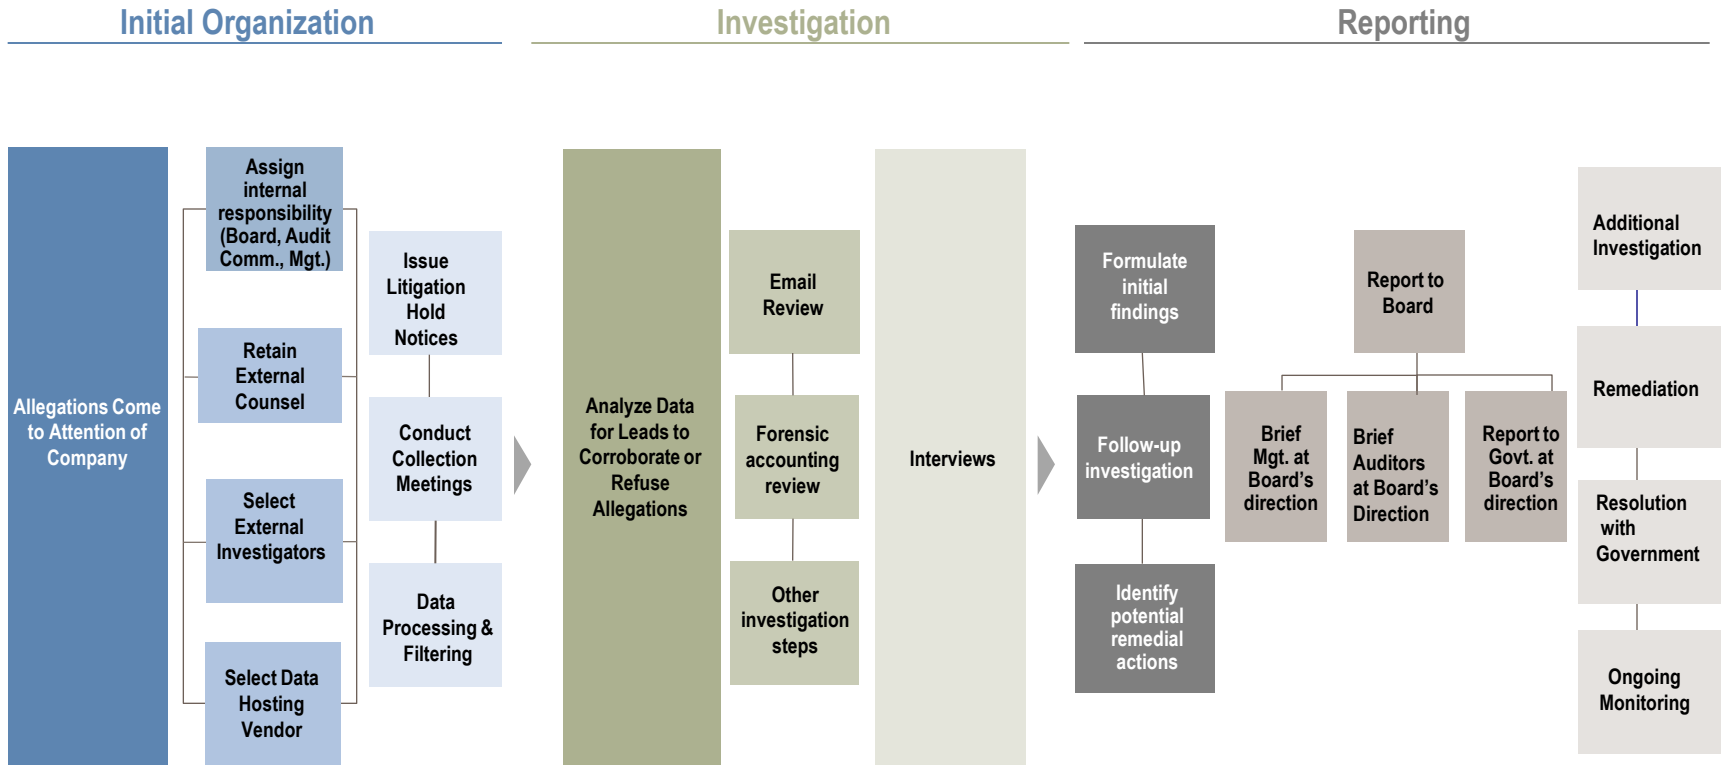 Initial Organization
Investigation
Reporting
Allegations Come
to Attention of
Company
Assign
internal
responsibility
(Board, Audit
Comm., Mgt.)
Retain
External
Counsel
Select
External
Investigators
Select Data
Hosting
Vendor
Issue
Litigation
Hold
Notices
Conduct
Collection
Meetings
Data
Processing &
Filtering
Analyze Data
for Leads to
Corroborate or
Refuse
Allegations
Email
Review
Forensic
accounting
review
Other
investigation
steps
Interviews
Formulate
initial
findings
Follow-up
investigation
Identify
potential
remedial
actions
Report to
Board
Brief
Mgt. at
Board’s
direction
Brief
Auditors
at Board’s
Direction
Report to
Govt. at
Board’s
direction
Additional
Investigation
Remediation
Resolution
with
Government
Ongoing
Monitoring